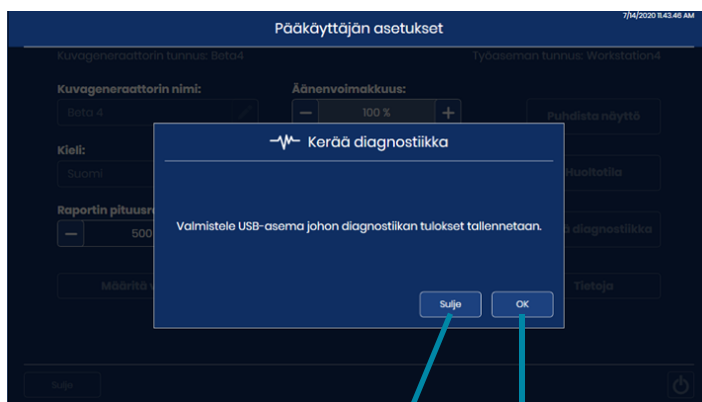 7/14/2020 11.43.46 AM
Pääkäyttäjän asetukset
Kuvageneraattorin tunnus: Beta4
Työaseman tunnus: Workstation4
Kuvageneraattorin nimi:
Äänenvoimakkuus:
Beta 4
100 %
Puhdista näyttö
Kerää diagnostiikka
Kieli:
Suomi
Huoltotila
Raportin pituusr
500
Valmistele USB-asema johon diagnostiikan tulokset tallennetaan.
ä diagnostiikka
Määritä v
Tietoja
Sulje
OK
Sulje